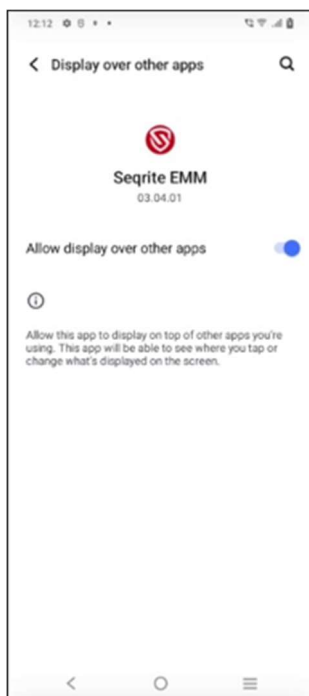 12:12
Display over other apps
Seqrite EMM
03.04.01
Allow display over other apps
Allow this app to display on top of other apps you're
using. This app will be able to see where you tap or
change what's displayed on the screen.